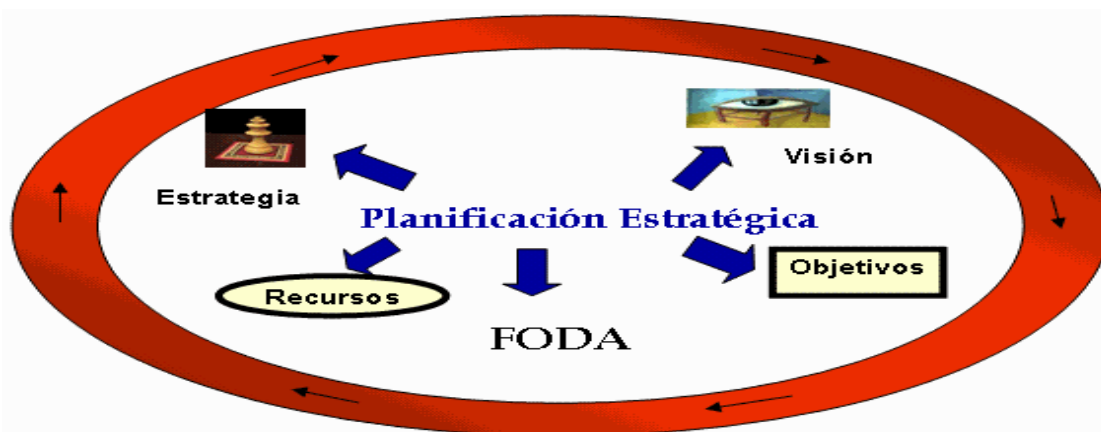 Visión
Estrategia
Planificación Estratégica
Objetivos
Recursos
FODA